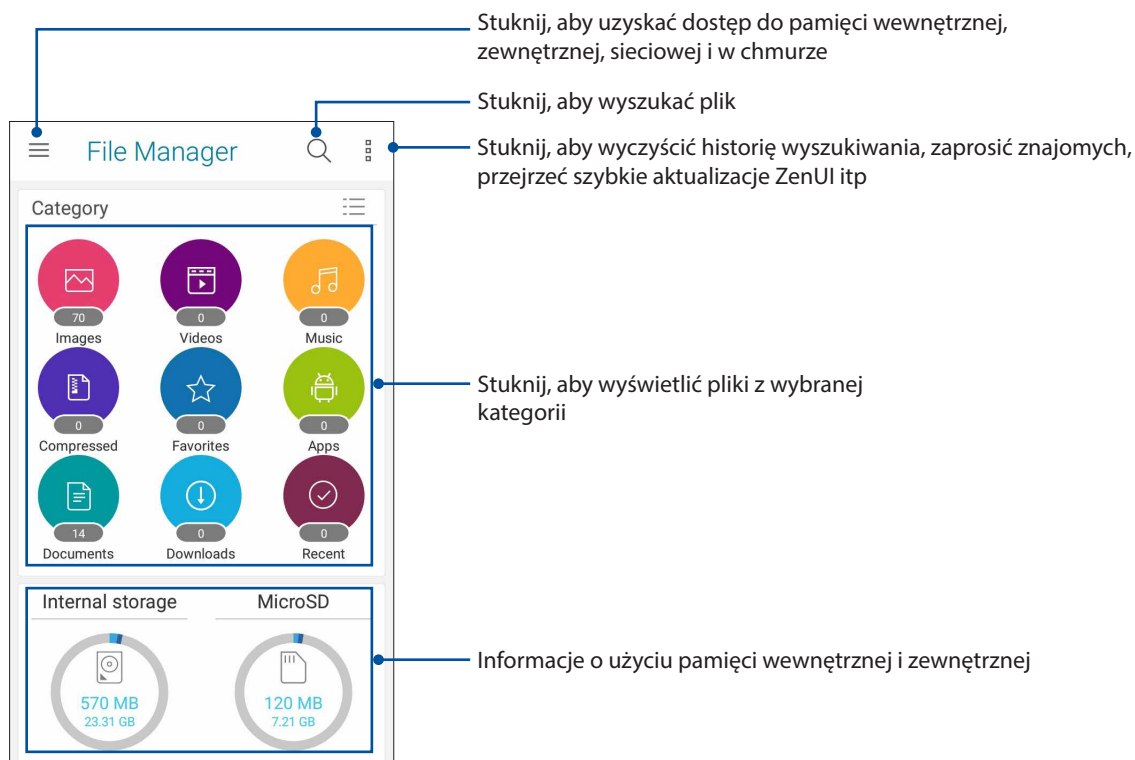 Stuknij, aby uzyskać dostęp do pamięci wewnętrznej,
zewnętrznej, sieciowej i w chmurze
Stuknij, aby wyszukać plik
File Manager
Stuknij, aby wyczyścić historię wyszukiwania, zaprosić znajomych,
przejrzeć szybkie aktualizacje ZenUI itp
Category
70
0
0
Images
Videos
Music
Stuknij, aby wyświetlić pliki z wybranej
kategorii
0
0
0
Compressed
Favorites
Apps
14
0
0
Documents
Downloads
Recent
Internal storage
MicroSD
Informacje o użyciu pamięci wewnętrznej i zewnętrznej
570 MB
23.31 GB
120 MB
7.21 GB